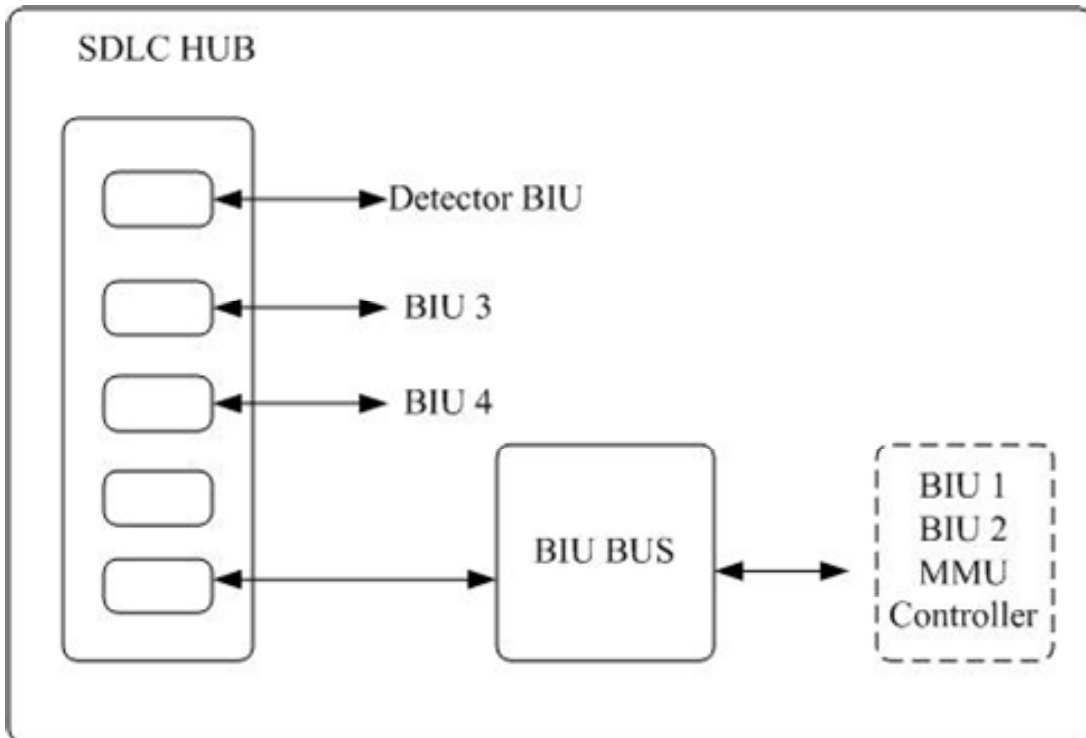 SDLC HUB
Detector BIU
BIU 3
BIU 4
BIU BUS
BIU 1
BIU 2
MMU
Controller